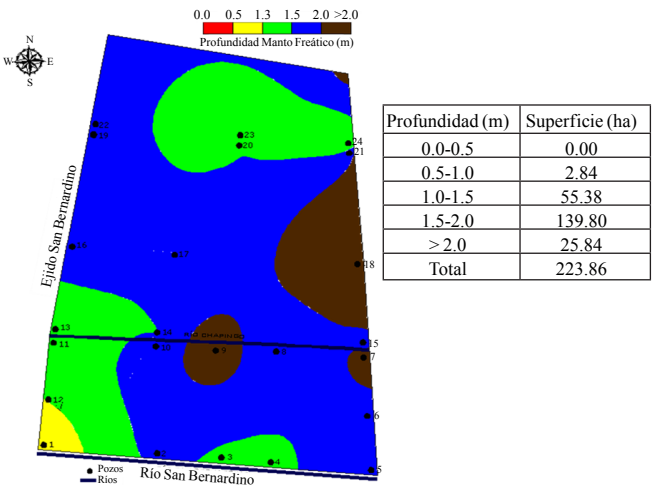 0.0 0.5 1.3 1.5 2.0 >2.0
Profundidad Manto Freático (m)
N
W E
S
Profundidad (m) Superficie (ha)
0.0-0.5 0.00
0.5-1.0 2.84
1.0-1.5 55.38
1.5-2.0 139.80
>2.0 25.84
Total 223.86
Ejido San Bernardino
19
23
20
24
21
16
17
18
13
14
RIO CHAPINGO
15
11
10
9
8
7
12
6
1
2
3
4
5
Pozos
Ríos
Río San Bernardino